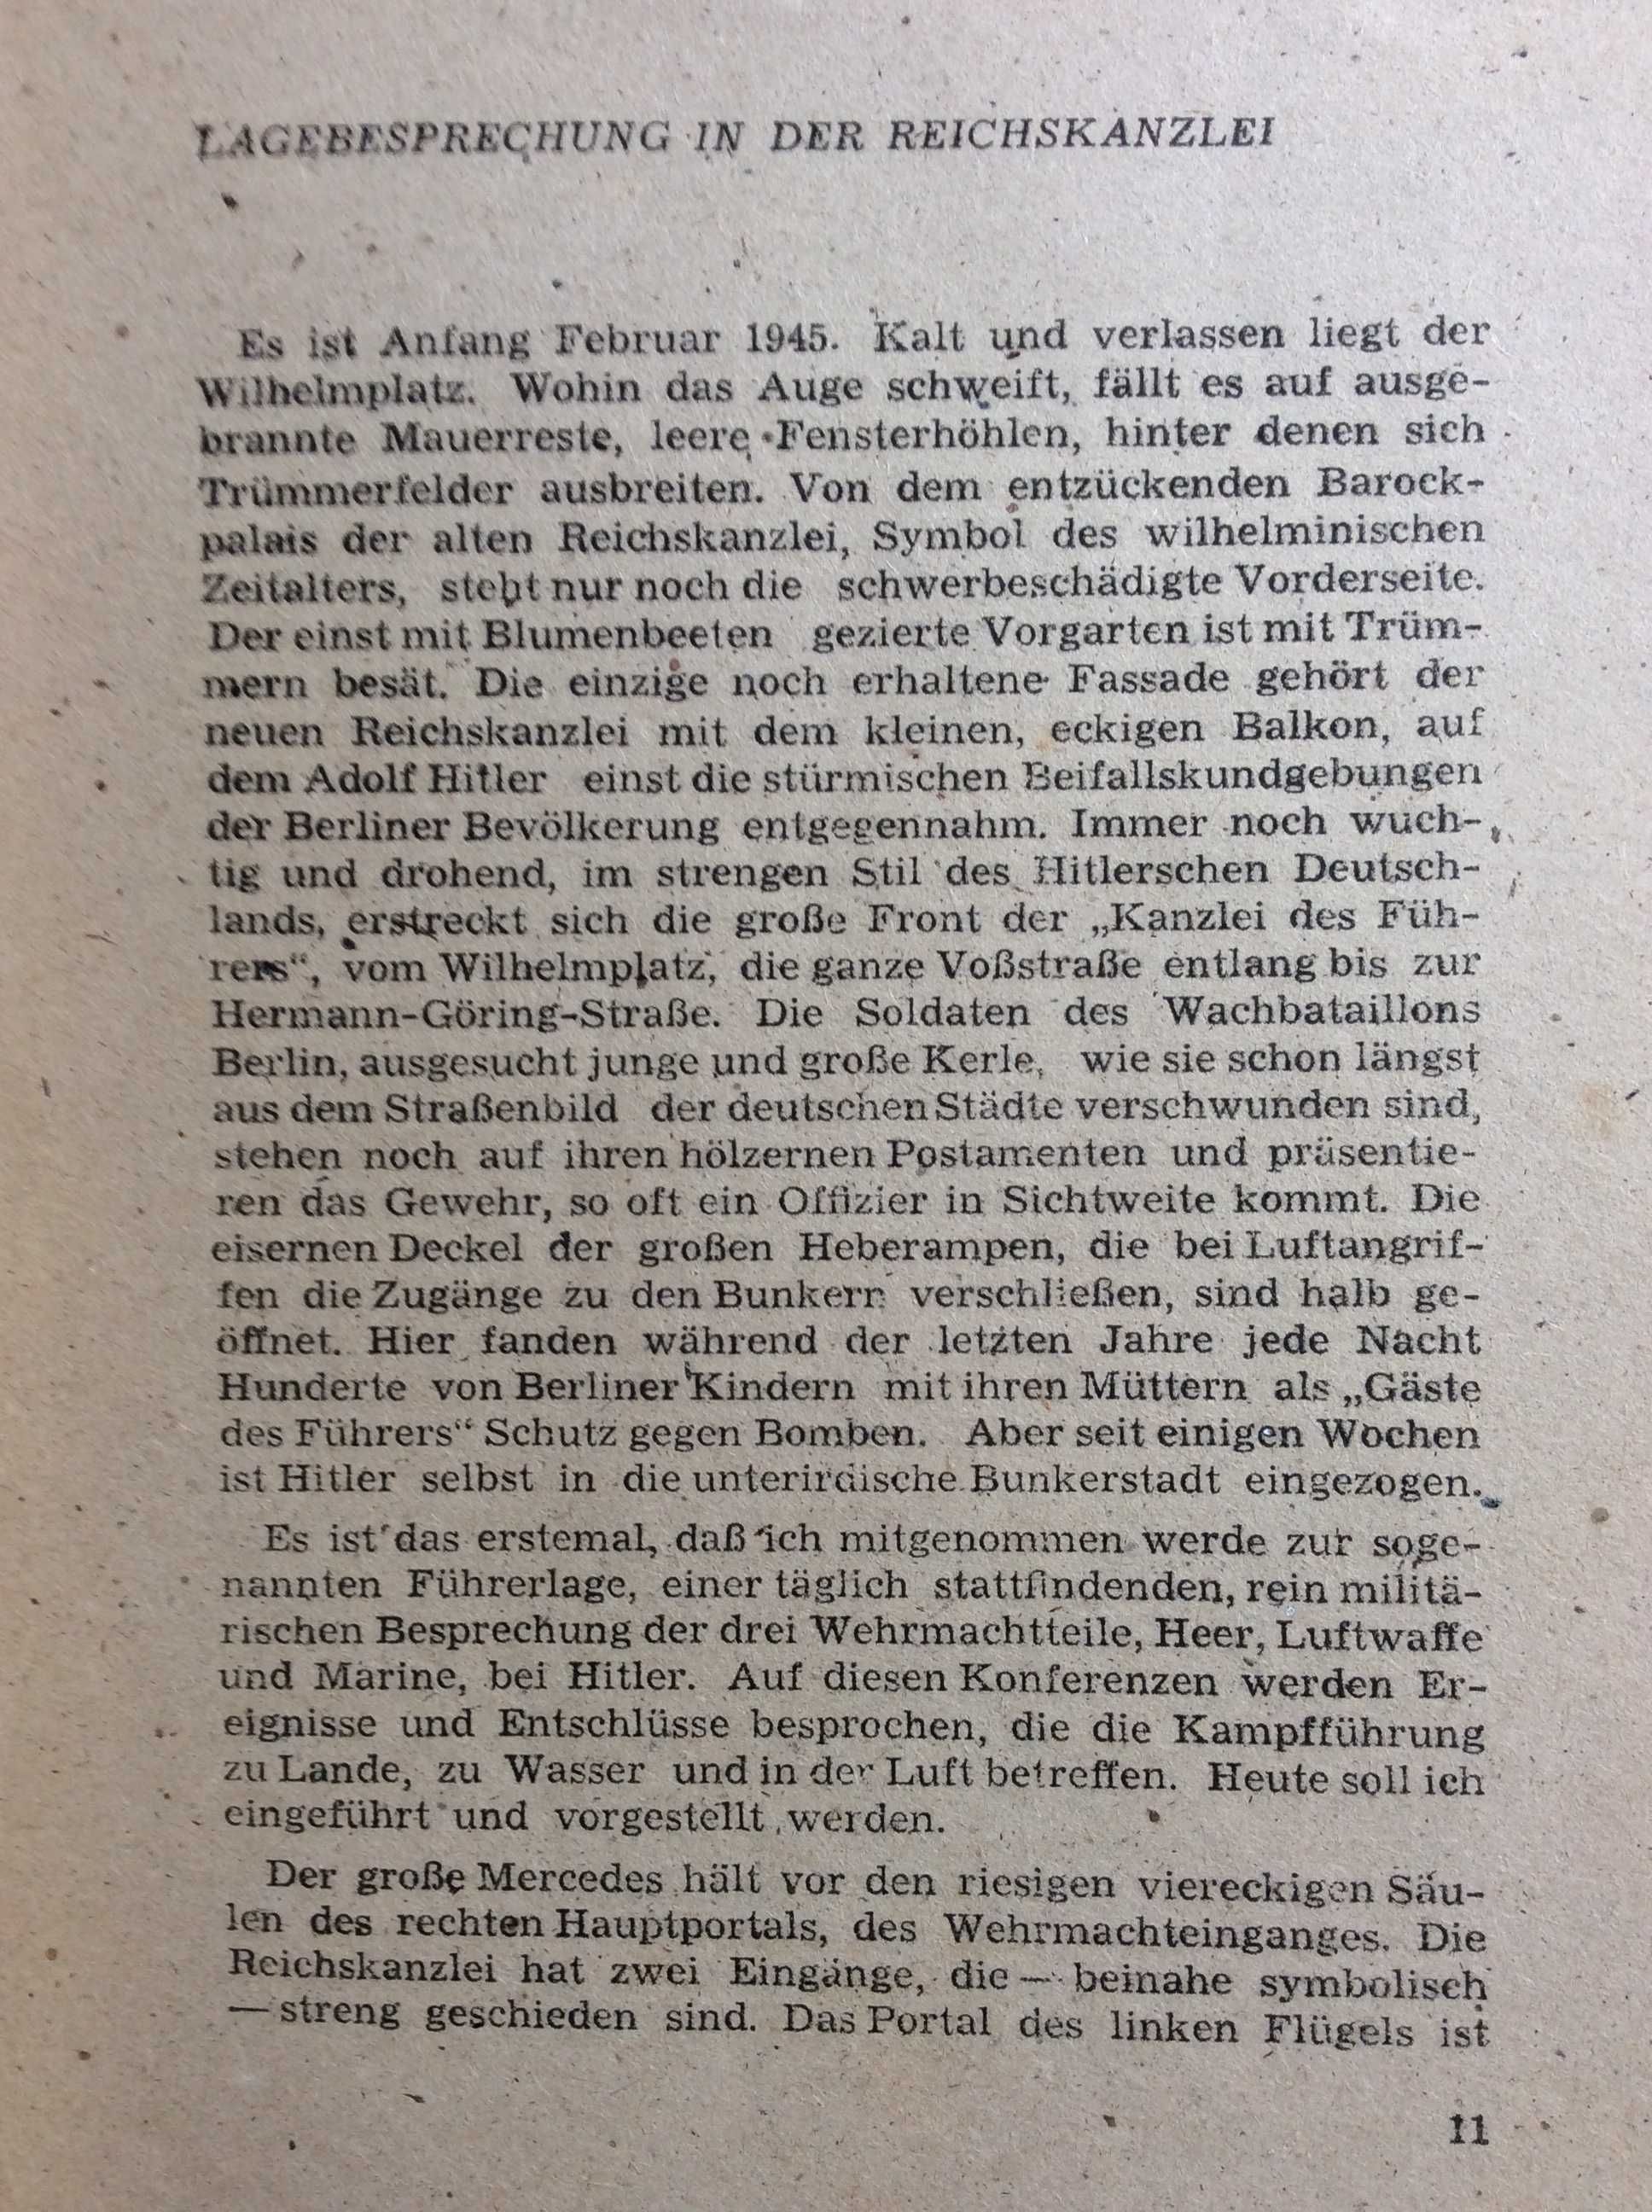 LAGEBESPRECHUNG IN DER REICHSKANZLEI
Es ist Anfang Februar 1945. Kalt und verlassen liegt der
Wilhelmplatz. Wohin das Auge schweift, fällt es auf ausge-
brannte Mauerreste, leere Fensterhöhlen, hinter denen sich
Trümmerfelder ausbreiten. Von dem entzückenden Barock-
palais der alten Reichskanzlei, Symbol des wilhelminischen
Zeitalters, steht nur noch die schwerbeschädigte Vorderseite.
Der einst mit Blumenbeeten gezierte Vorgarten ist mit Trüm-
mern besät. Die einzige noch erhaltene Fassade gehört der
neuen Reichskanzlei mit dem kleinen, eckigen Balkon, auf
dem Adolf Hitler einst die stürmischen Beifallskundgebungen
der Berliner Bevölkerung entgegennahm. Immer noch wuch-
tig und drohend, im strengen Stil des Hitlerschen Deutsch-
lands, erstreckt sich die große Front der „Kanzlei des Füh-
rers“, vom Wilhelmplatz, die ganze Voßstraße entlang bis zur
Hermann-Göring-Straße. Die Soldaten des Wachbataillons
Berlin, ausgesucht junge und große Kerle, wie sie schon längst
aus dem Straßenbild der deutschen Städte verschwunden sind,
stehen noch auf ihren hölzernen Postamenten und präsentie-
ren das Gewehr, so oft ein Offizier in Sichtweite kommt. Die
eisernen Deckel der großen Heberampen, die bei Luftangrif-
fen die Zugänge zu den Bunkern verschließen, sind halb ge-
öffnet. Hier fanden während der letzten Jahre jede Nacht
Hunderte von Berliner Kindern mit ihren Müttern als „Gäste
des Führers“ Schutz gegen Bomben. Aber seit einigen Wochen
ist Hitler selbst in die unterirdische Bunkerstadt eingezogen.
Es ist das erstemal, daß ich mitgenommen werde zur soge-
nannten Führerlage, einer täglich stattfindenden, rein militä-
rischen Besprechung der drei Wehrmachtteile, Heer, Luftwaffe
und Marine, bei Hitler. Auf diesen Konferenzen werden Er-
eignisse und Entschlüsse besprochen, die die Kampfführung
zu Lande, zu Wasser und in der Luft betreffen. Heute soll ich
eingeführt und vorgestellt werden.
Der große Mercedes hält vor den riesigen viereckigen Säu-
len des rechten Hauptportals, des Wehrmachteinganges. Die
Reichskanzlei hat zwei Eingänge, die — beinahe symbolisch
— streng geschieden sind. Das Portal des linken Flügels ist
11